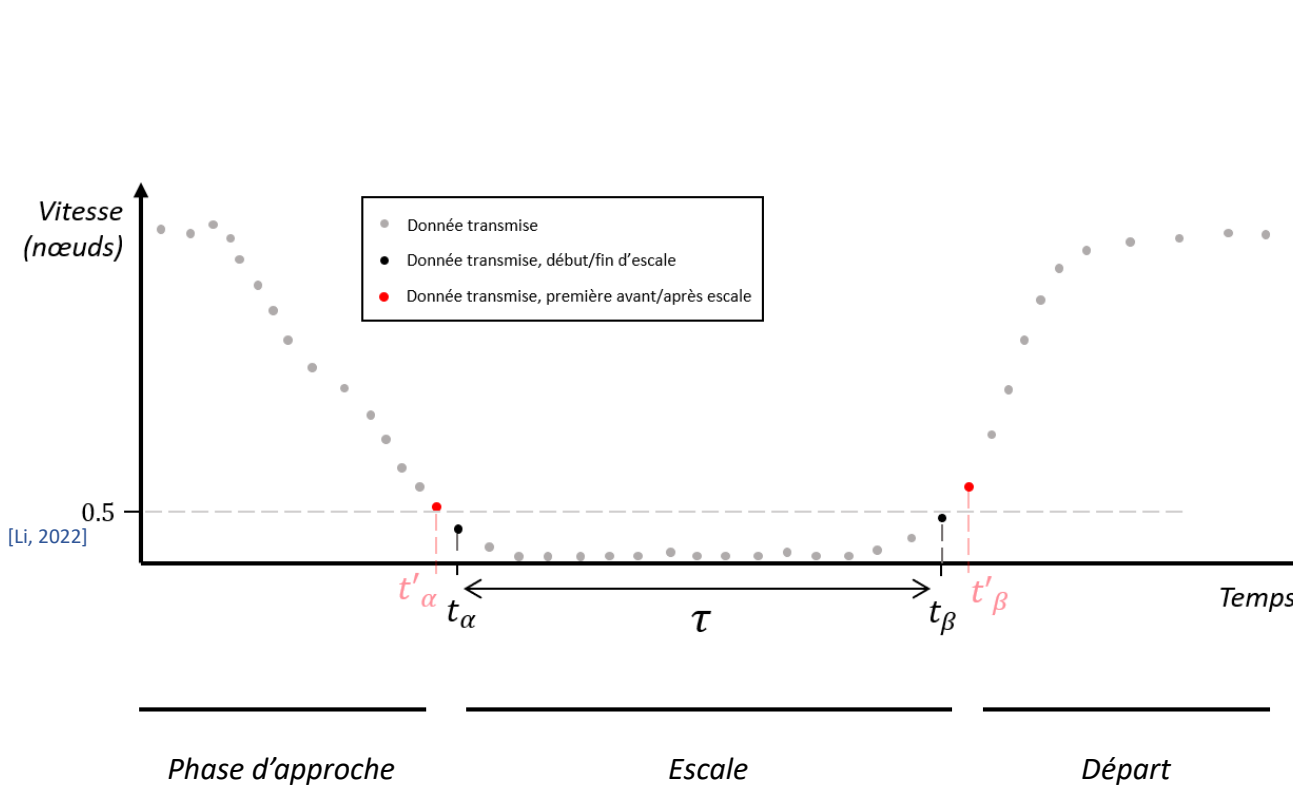 Vitesse
(nœuds)
Donnée transmise
Donnée transmise, début/fin d’escale
Donnée transmise, première avant/après escale
0.5
[Li, 2022]
t′α
tα
τ
tβ
t′β
Temps
Phase d’approche
Escale
Départ